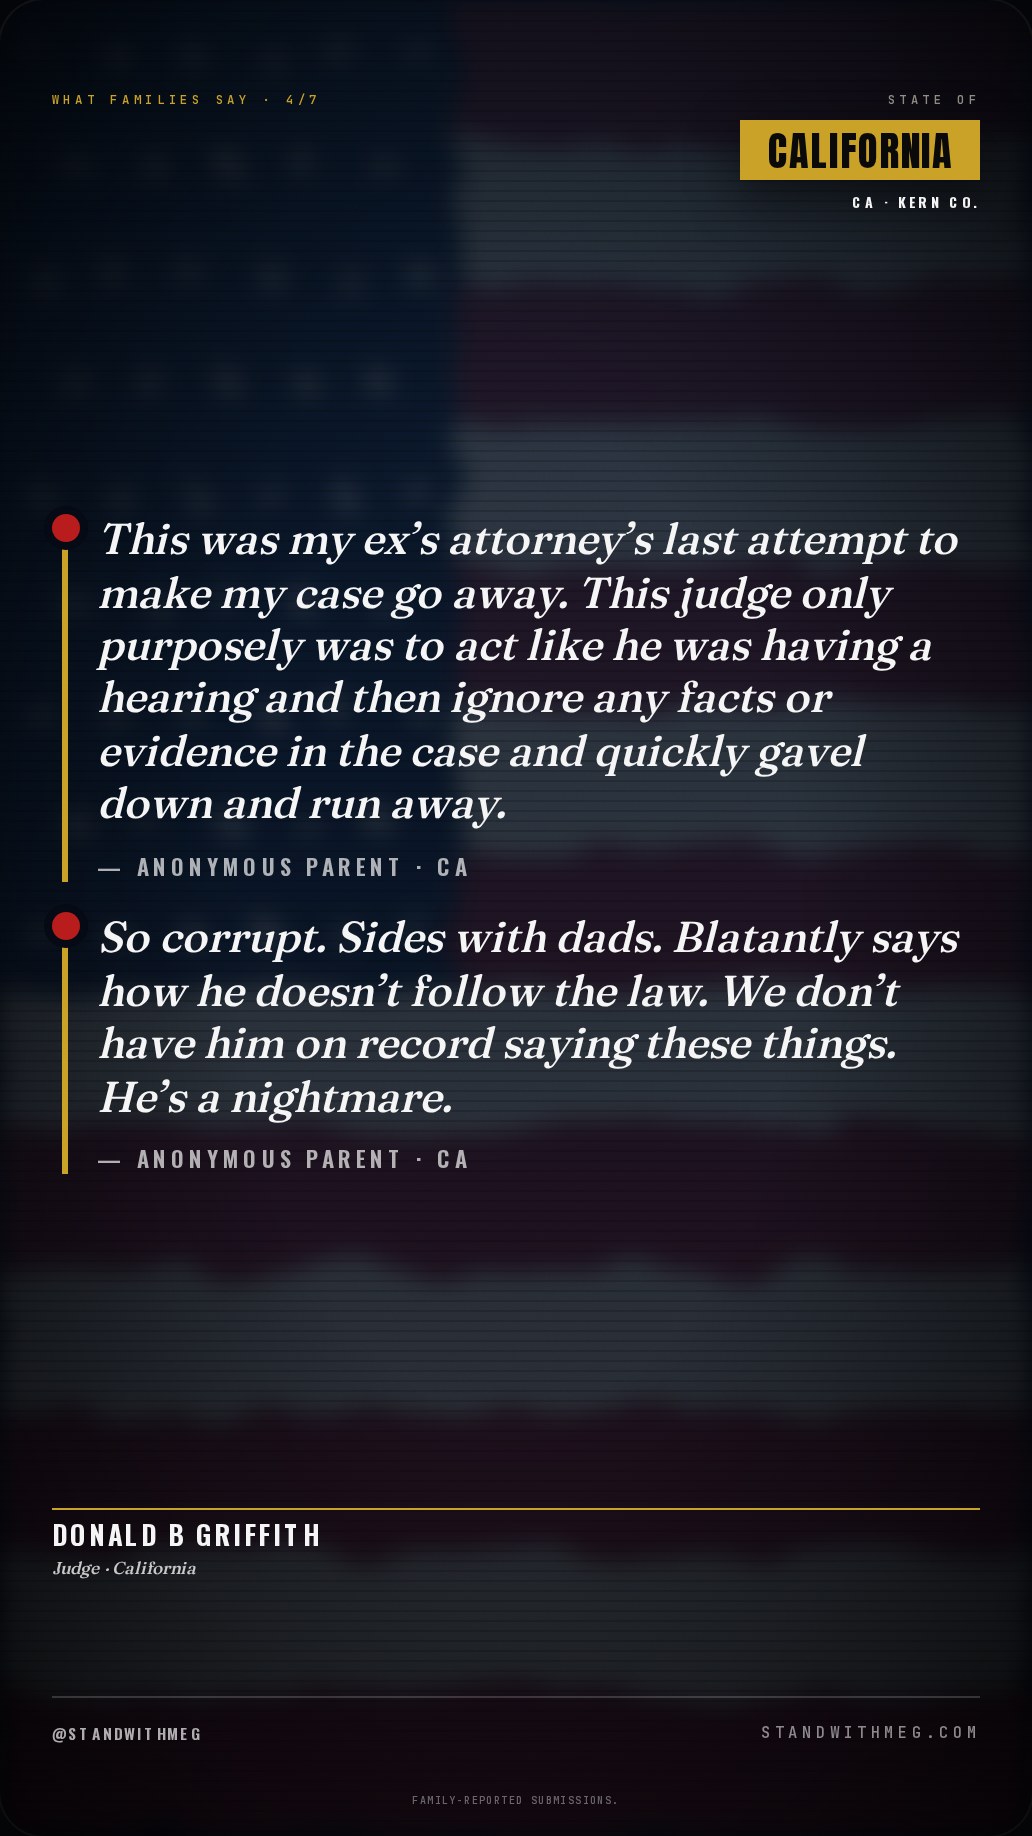 WHAT FAMILIES SAY · 4/7
STATE OF
CALIFORNIA
CA · KERN CO.
This was my ex’s attorney’s last attempt to
make my case go away. This judge only
purposely was to act like he was having a
hearing and then ignore any facts or
evidence in the case and quickly gavel
down and run away.
— ANONYMOUS PARENT · CA
So corrupt. Sides with dads. Blatantly says
how he doesn’t follow the law. We don’t
have him on record saying these things.
He’s a nightmare.
— ANONYMOUS PARENT · CA
DONALD B GRIFFITH
Judge · California
@STANDWITHMEG
STANDWITHMEG.COM
FAMILY-REPORTED SUBMISSIONS.